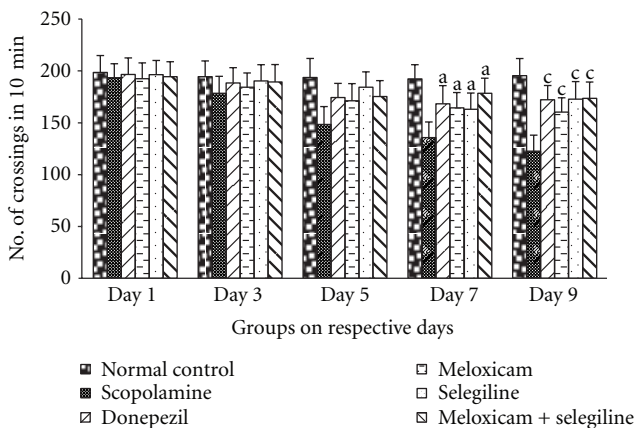 No. of crossings in 10 min
250
200
150
100
50
0
a a a a
c c c c
Day 1 Day 3 Day 5 Day 7 Day 9
Groups on respective days
Normal control
Scopolamine
Donepezil
Meloxicam
Selegiline
Meloxicam + selegiline